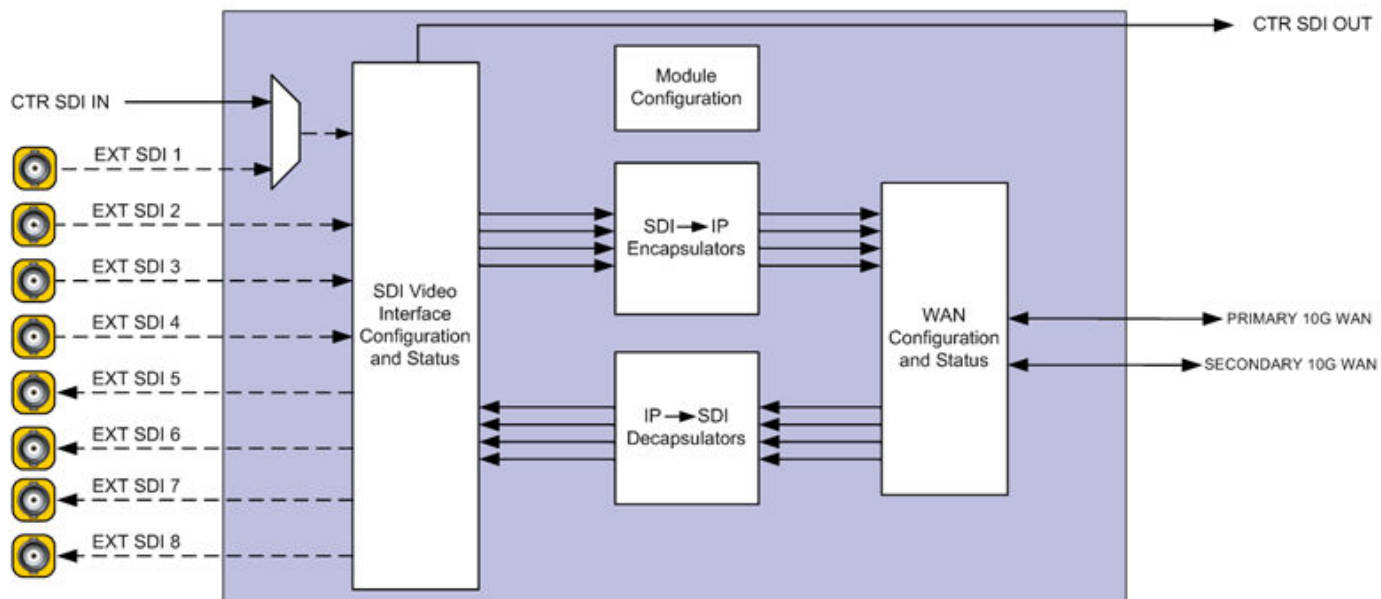 CTR SDI OUT
Module
Configuration
CTR SDI IN
EXT SDI 1
EXT SDI 2
EXT SDI 3
EXT SDI 4
EXT SDI 5
EXT SDI 6
EXT SDI 7
EXT SDI 8
SDI Video
Interface
Configuration
and Status
SDI → IP
Encapsulators
IP → SDI
Decapsulators
WAN
Configuration
and Status
PRIMARY 10G WAN
SECONDARY 10G WAN